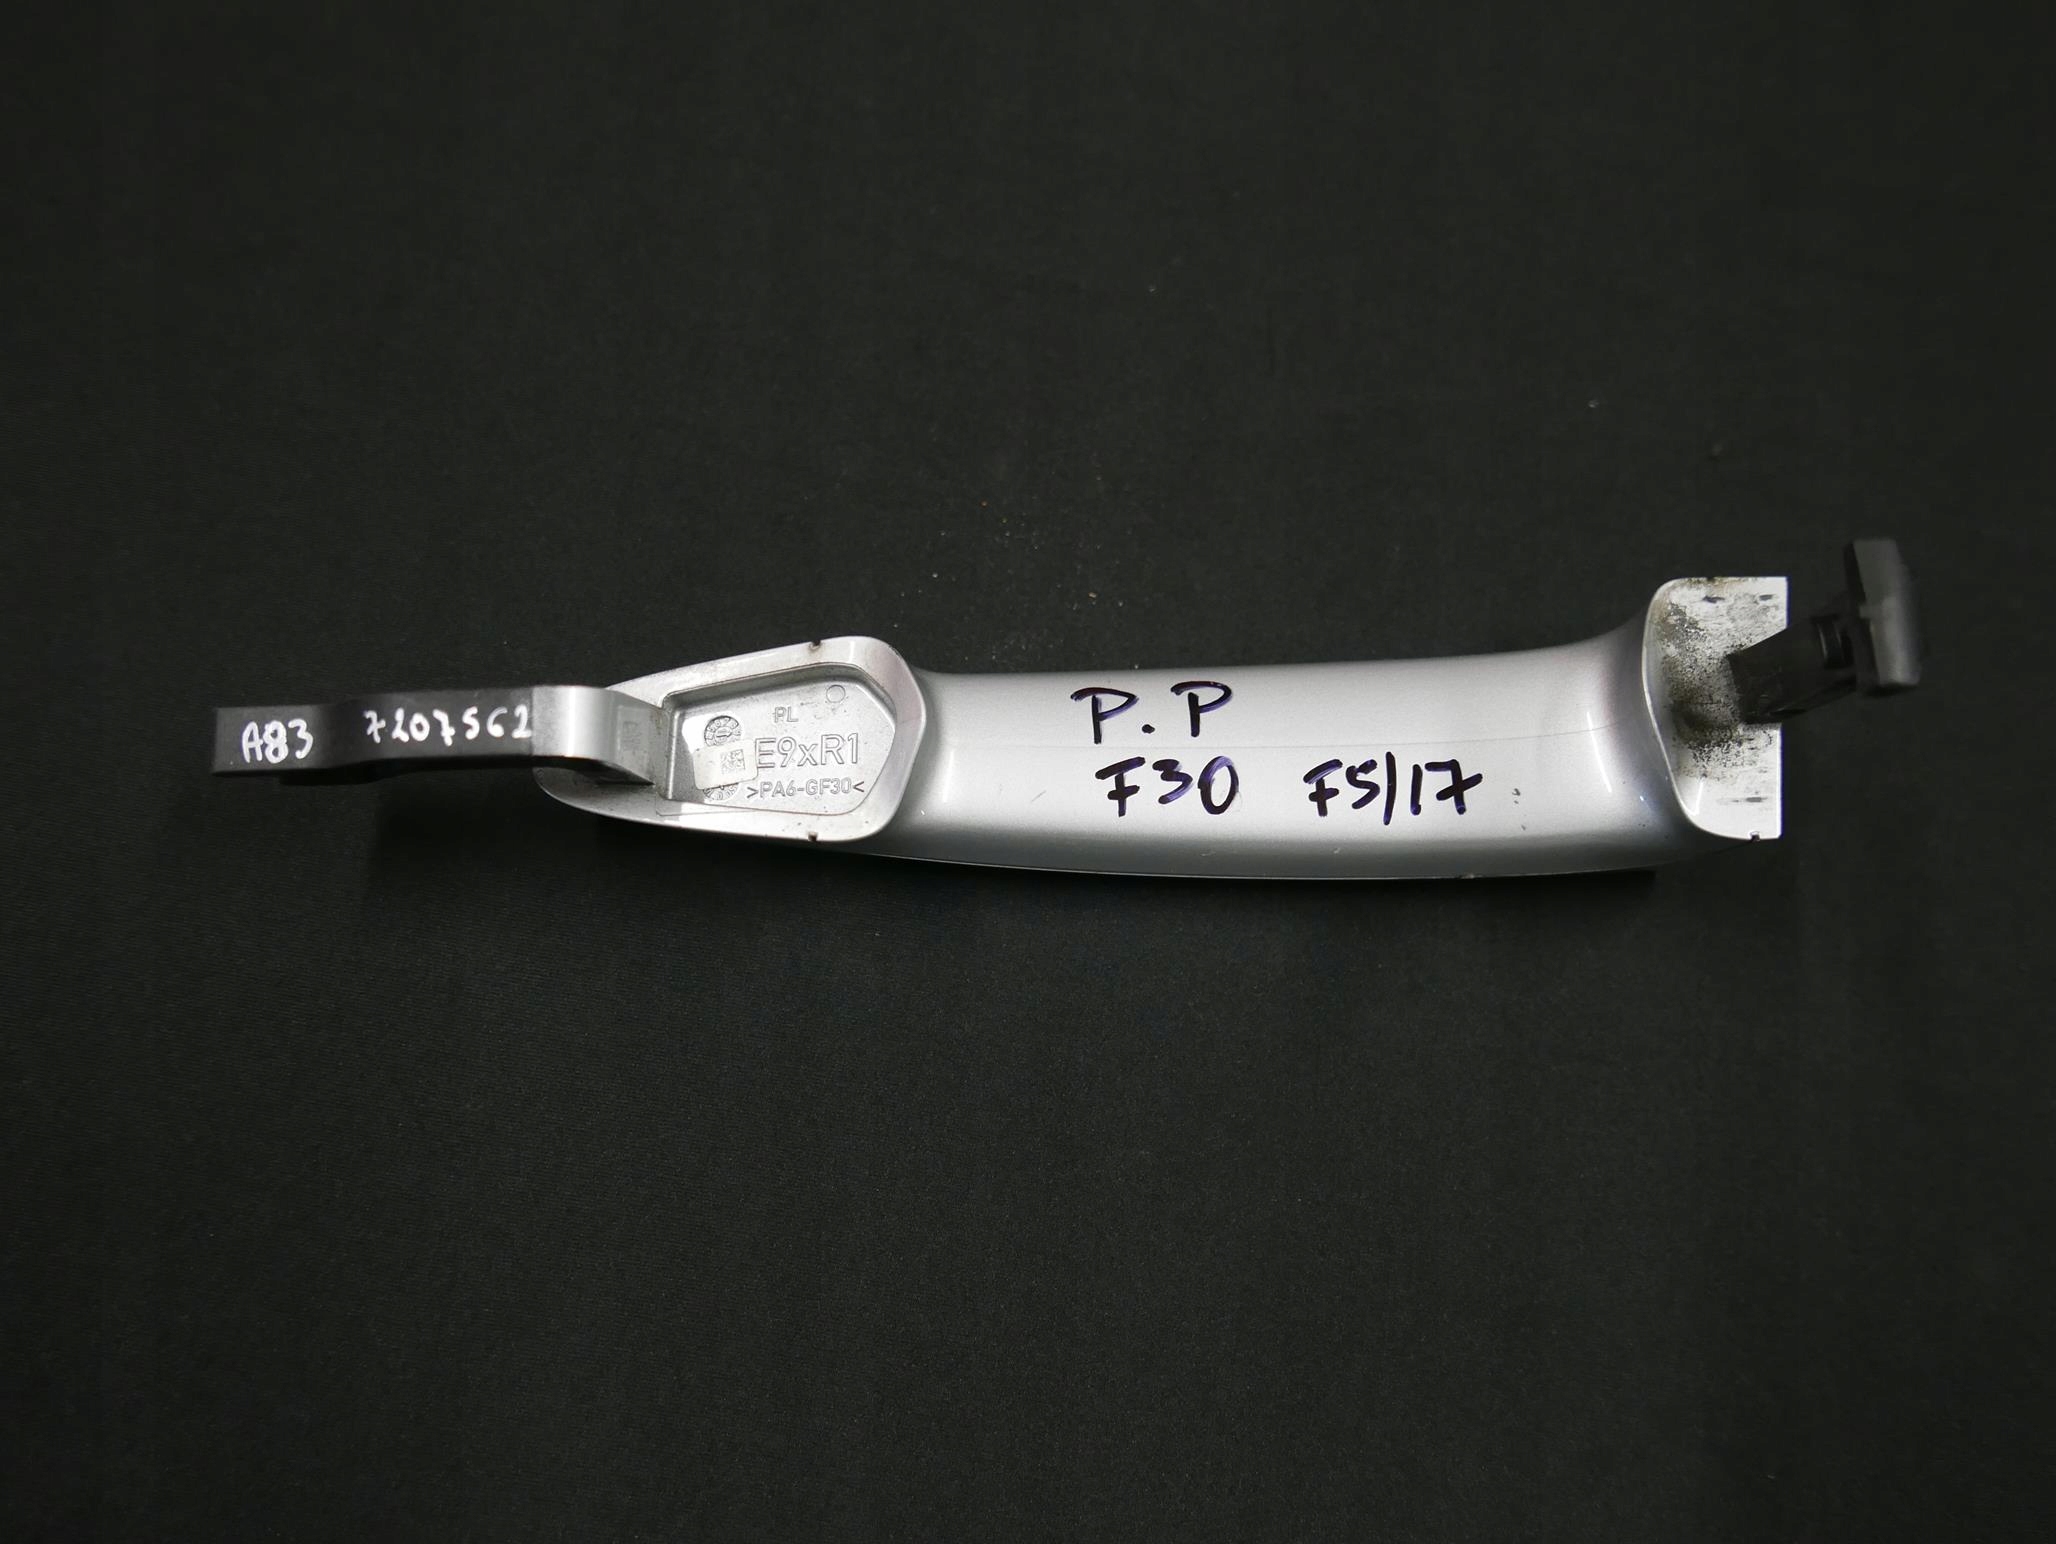 A83 7207562
PL
E9xR1
>PA6-GF30<
P.P
F30 F5/17